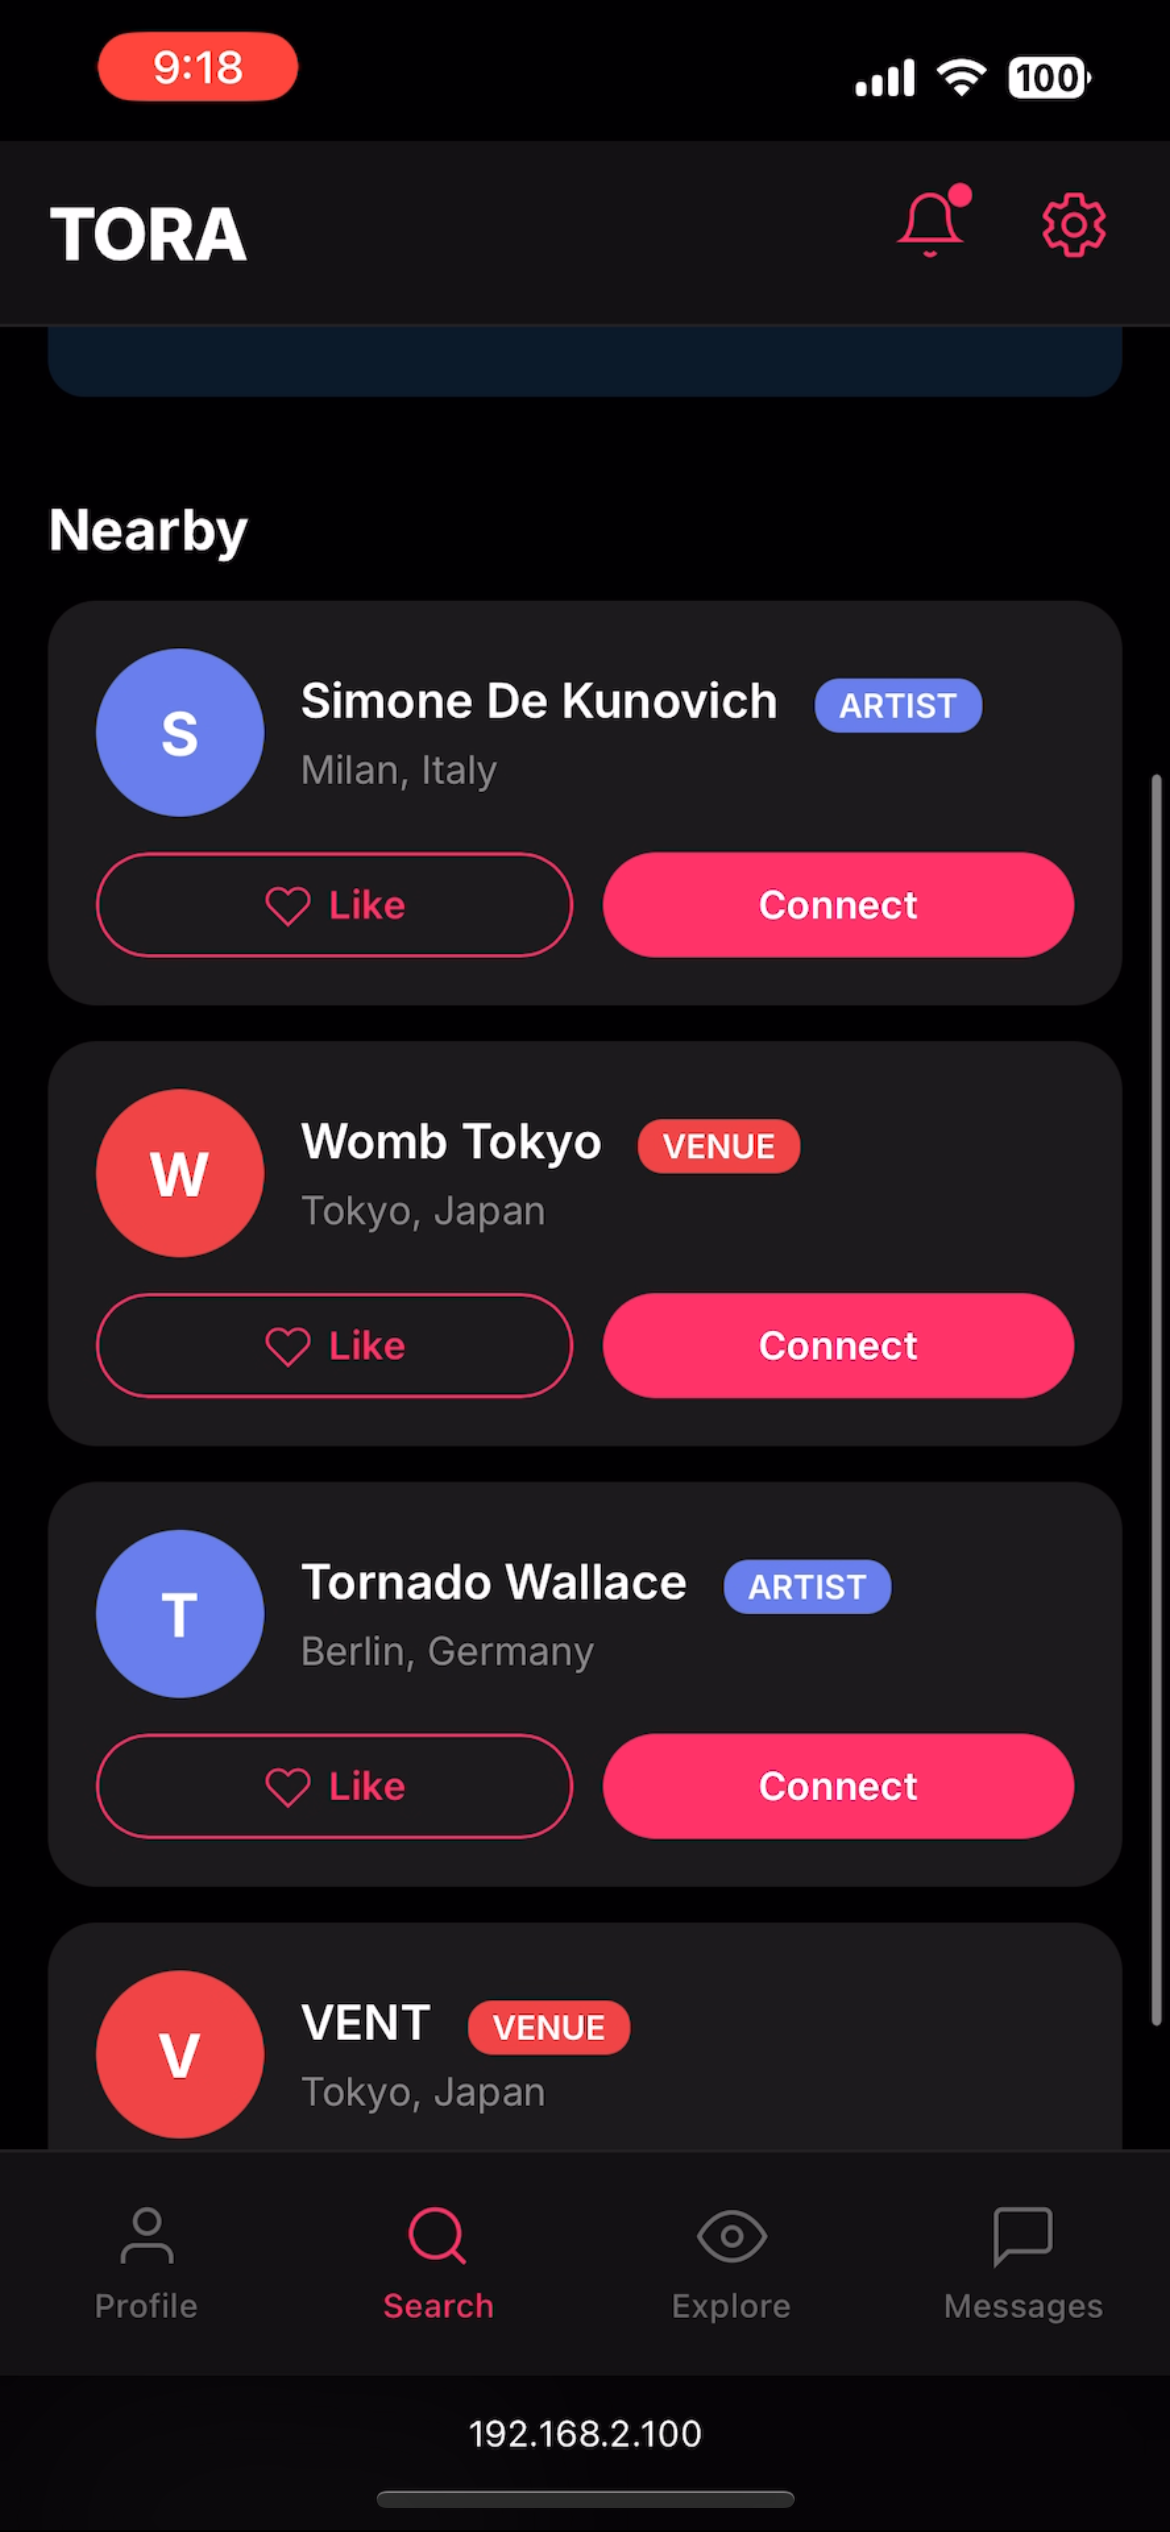 9:18
100
TORA
Nearby
S
Simone De Kunovich ARTIST
Milan, Italy
Like Connect
W
Womb Tokyo VENUE
Tokyo, Japan
Like Connect
T
Tornado Wallace ARTIST
Berlin, Germany
Like Connect
V
VENT VENUE
Tokyo, Japan
Profile Search Explore Messages
192.168.2.100